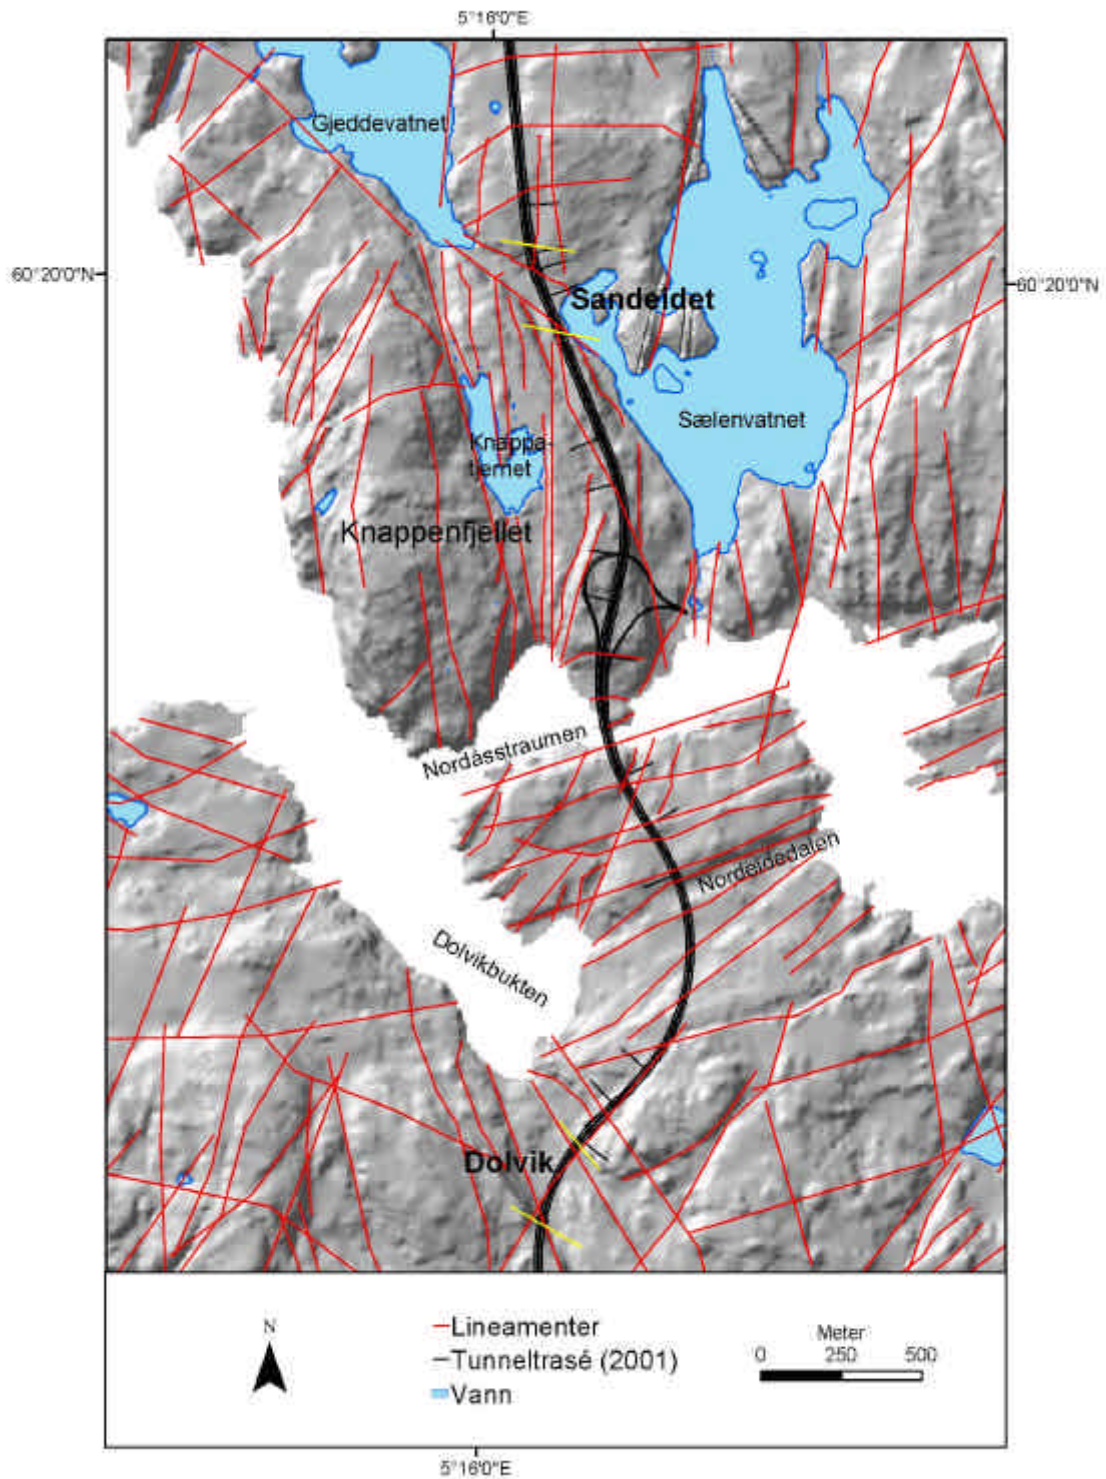 5°16'0"E
Gjeddevatnet
60°20'0"N
60°20'0"N
Sandeidet
Sælenvatnet
Knappa-
tjernet
Knappenfjellet
Nordåsstraumen
Nordeidedalen
Dolvikbukten
Dolvik
N
Lineamenter
Tunneltrasé (2001)
Vann
Meter
0 250 500
5°16'0"E